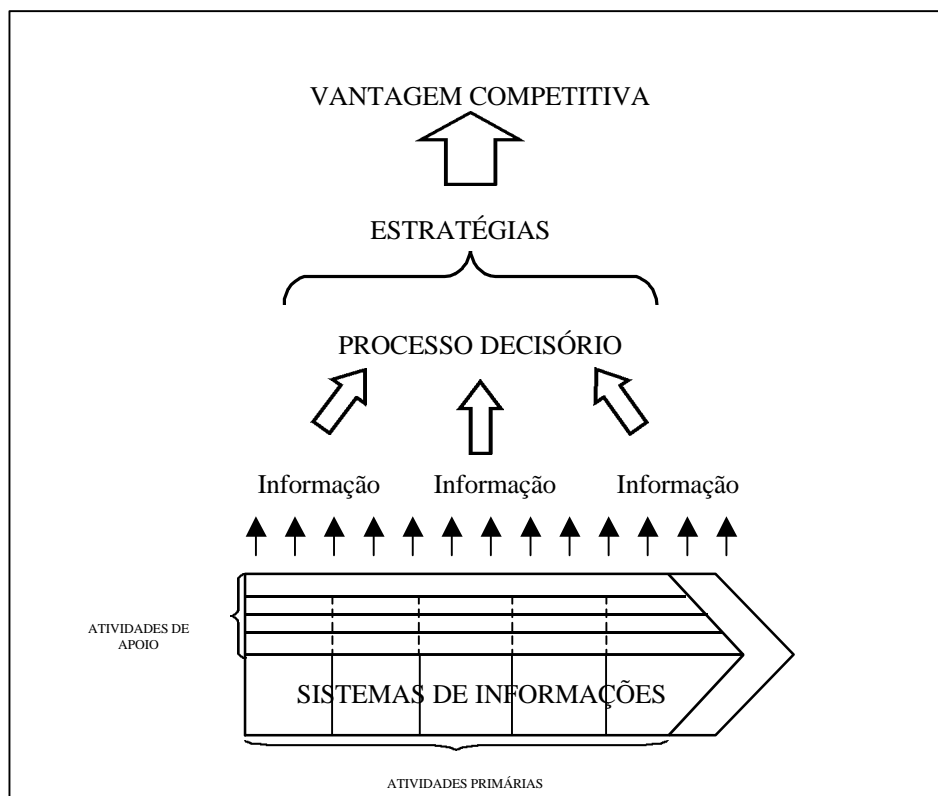 VANTAGEM COMPETITIVA
ESTRATÉGIAS
PROCESSO DECISÓRIO
Informação Informação Informação
ATIVIDADES DE
APOIO
SISTEMAS DE INFORMAÇÕES
ATIVIDADES PRIMÁRIAS